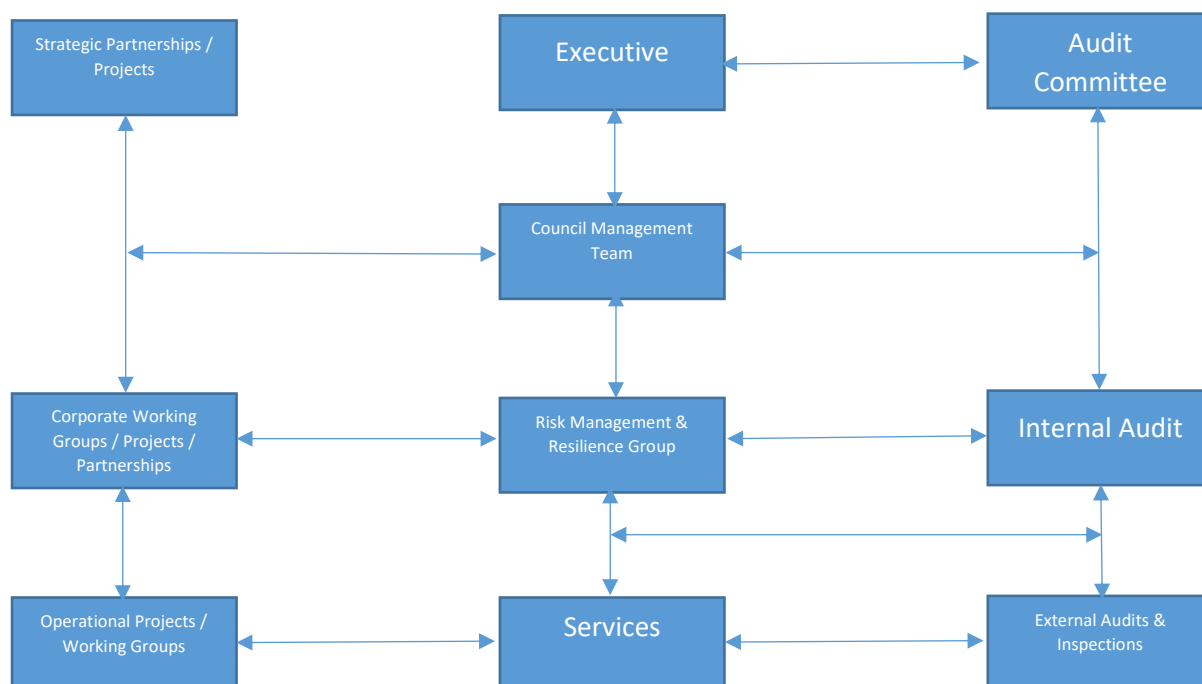 Strategic Partnerships /
Projects
Executive
Audit
Committee
Council Management
Team
Corporate Working
Groups / Projects /
Partnerships
Risk Management &
Resilience Group
Internal Audit
Operational Projects /
Working Groups
Services
External Audits &
Inspections